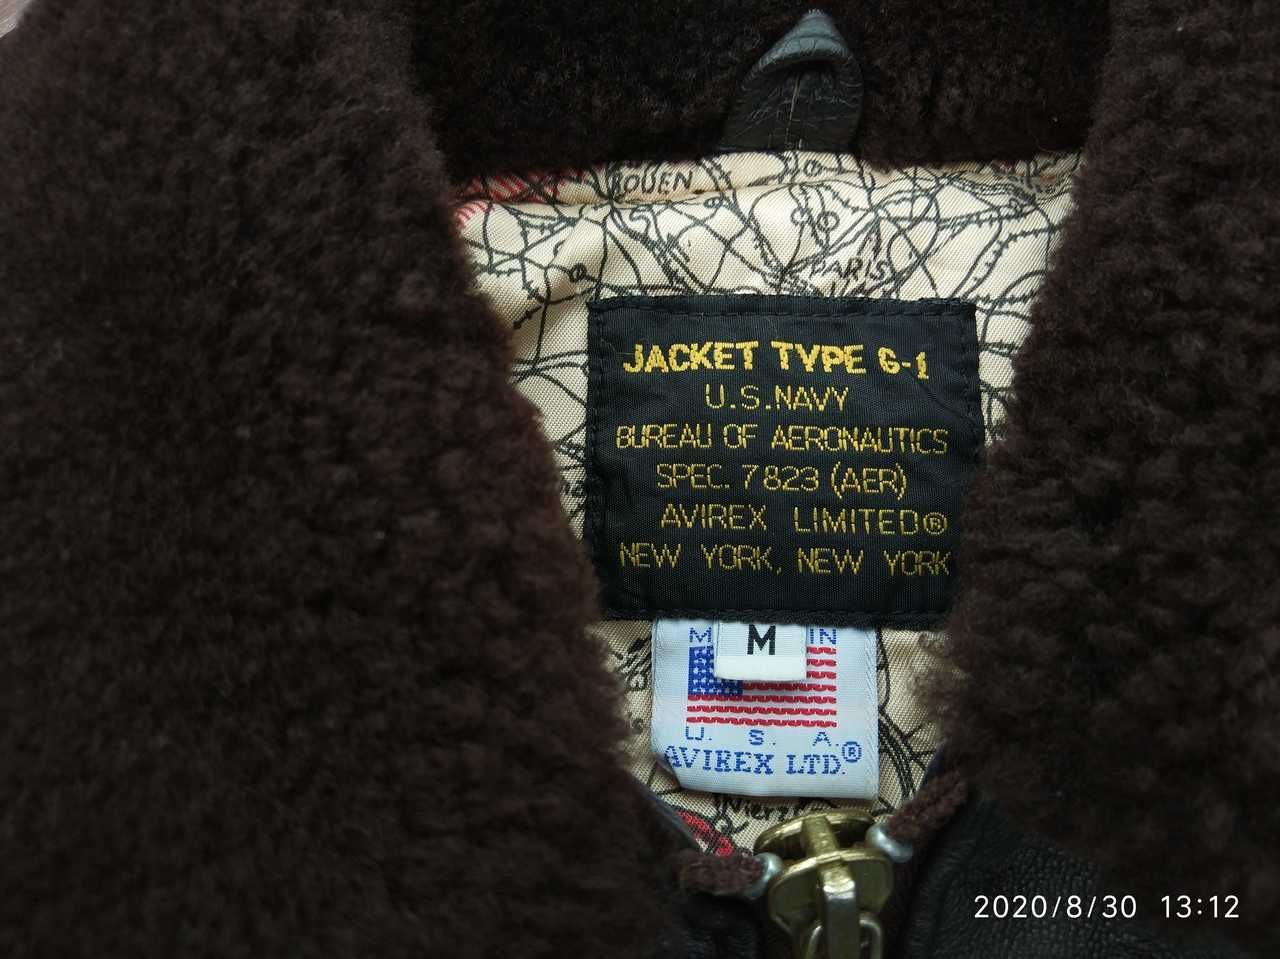 ROUEN
PARIS
JACKET TYPE G-1
U.S.NAVY
BUREAU OF AERONAUTICS
SPEC. 7823 (AER)
AVIREX LIMITED®
NEW YORK, NEW YORK
M IN
M
U. S. A.
AVIREX LTD.®
2020/8/30 13:12